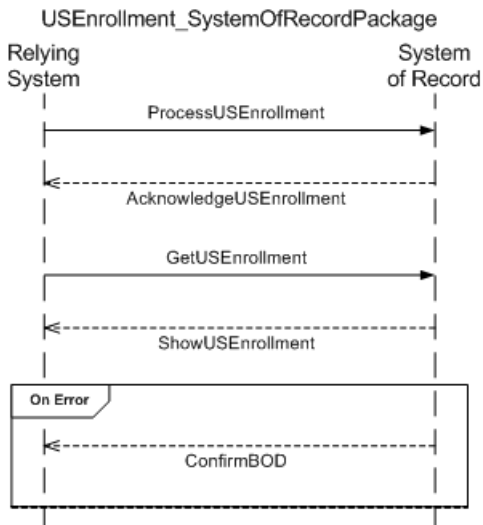 USEnrollment_SystemOfRecordPackage
Relying
System
System
of Record
ProcessUSEnrollment
AcknowledgeUSEnrollment
GetUSEnrollment
ShowUSEnrollment
On Error
ConfirmBOD